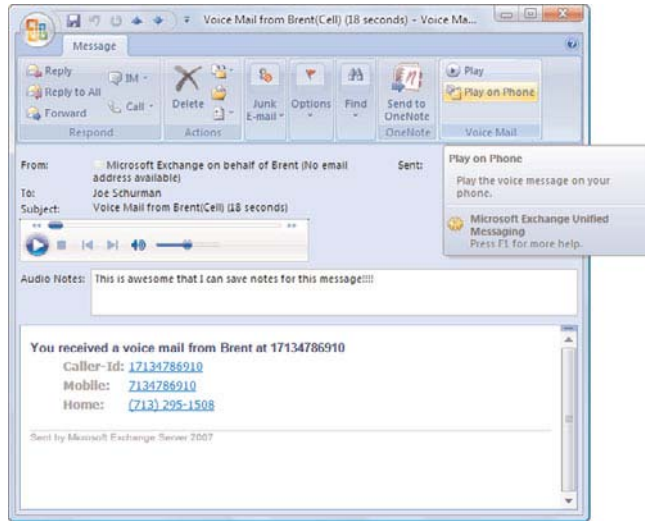 Voice Mail from Brent(Cell) (18 seconds) - Voice Ma...
Message
Reply
Reply to All
Forward
IM
Call
Respond
Delete
Actions
Junk E-mail
Options
Find
Send to OneNote
OneNote
Play
Play on Phone
Voice Mail
Play on Phone
Play the voice message on your phone.
Microsoft Exchange Unified Messaging
Press F1 for more help.
From: Microsoft Exchange on behalf of Brent (No email address available)
Sent:
To: Joe Schurman
Subject: Voice Mail from Brent(Cell) (18 seconds)
Audio Notes: This is awesome that I can save notes for this message!!!!
You received a voice mail from Brent at 17134786910
Caller-Id: 17134786910
Mobile: 7134786910
Home: (713) 295-1508
Sent by Microsoft Exchange Server 2007